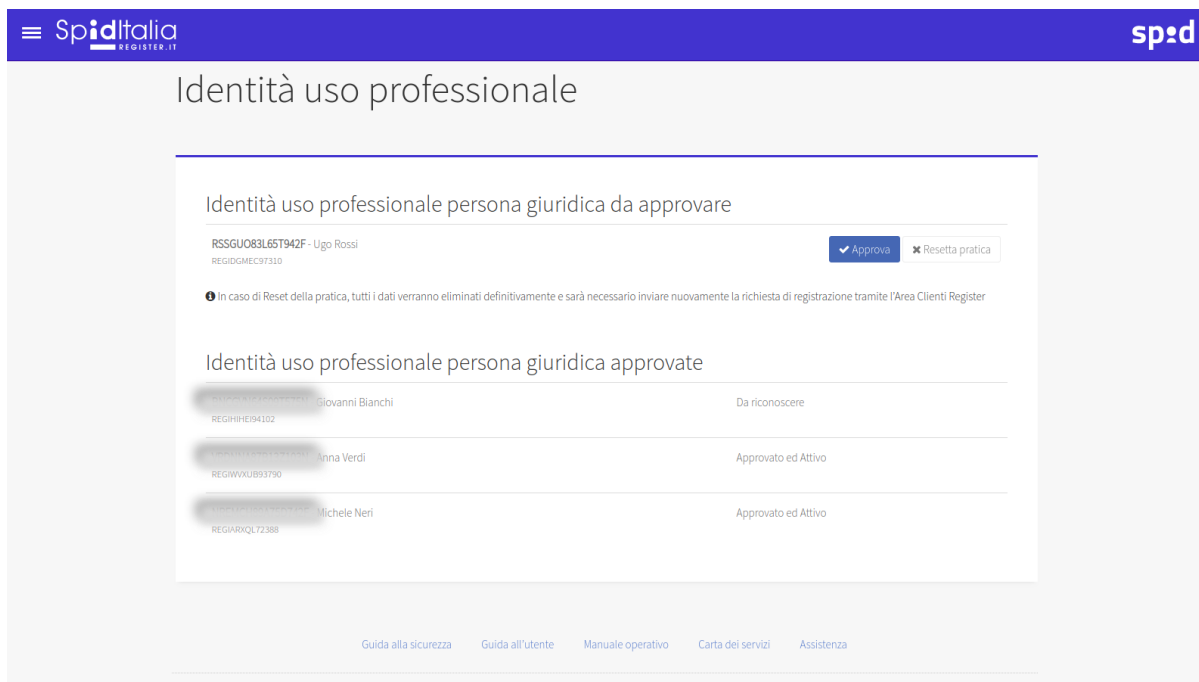 SpidItalia
REGISTER.IT
spid
Identità uso professionale
Identità uso professionale persona giuridica da approvare
RSSGUO83L65T942F - Ugo Rossi
Approva
Resetta pratica
REGIDGMEC97310
In caso di Reset della pratica, tutti i dati verranno eliminati definitivamente e sarà necessario inviare nuovamente la richiesta di registrazione tramite l'Area Clienti Register
Identità uso professionale persona giuridica approvate
Giovanni Bianchi
Da riconoscere
REGIHIHEI94102
Anna Verdi
Approvato ed Attivo
REGIWVXUB93790
Michele Neri
Approvato ed Attivo
REGIARXQL72388
Guida alla sicurezza Guida all'utente Manuale operativo Carta dei servizi Assistenza